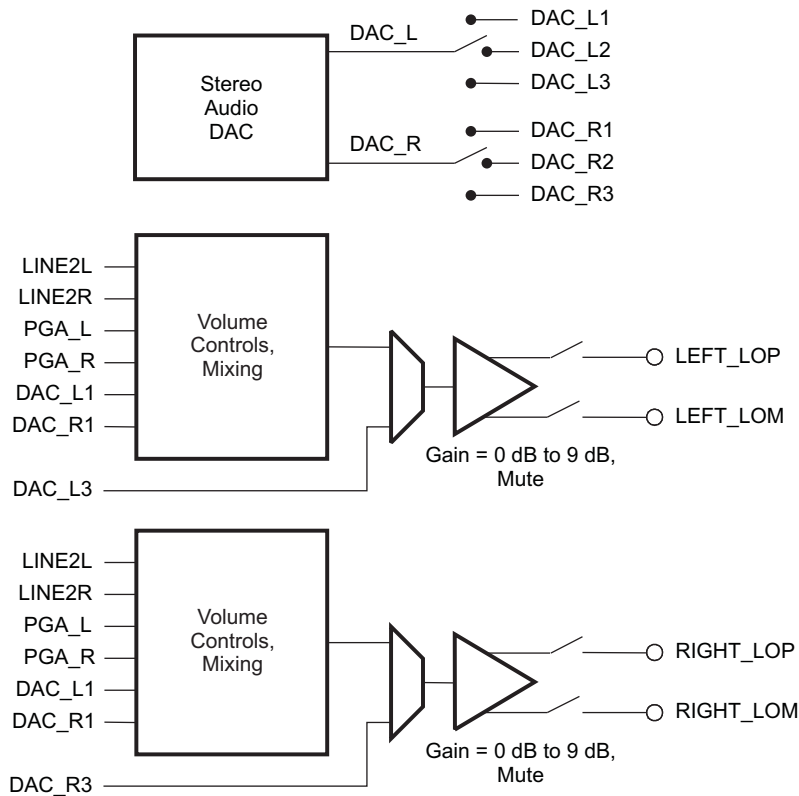 DAC_L
DAC_L1
DAC_L2
DAC_L3
Stereo
Audio
DAC
DAC_R
DAC_R1
DAC_R2
DAC_R3
LINE2L
LINE2R
PGA_L
PGA_R
DAC_L1
DAC_R1
DAC_L3
Volume
Controls,
Mixing
LEFT_LOP
LEFT_LOM
Gain = 0 dB to 9 dB,
Mute
LINE2L
LINE2R
PGA_L
PGA_R
DAC_L1
DAC_R1
DAC_R3
Volume
Controls,
Mixing
RIGHT_LOP
RIGHT_LOM
Gain = 0 dB to 9 dB,
Mute